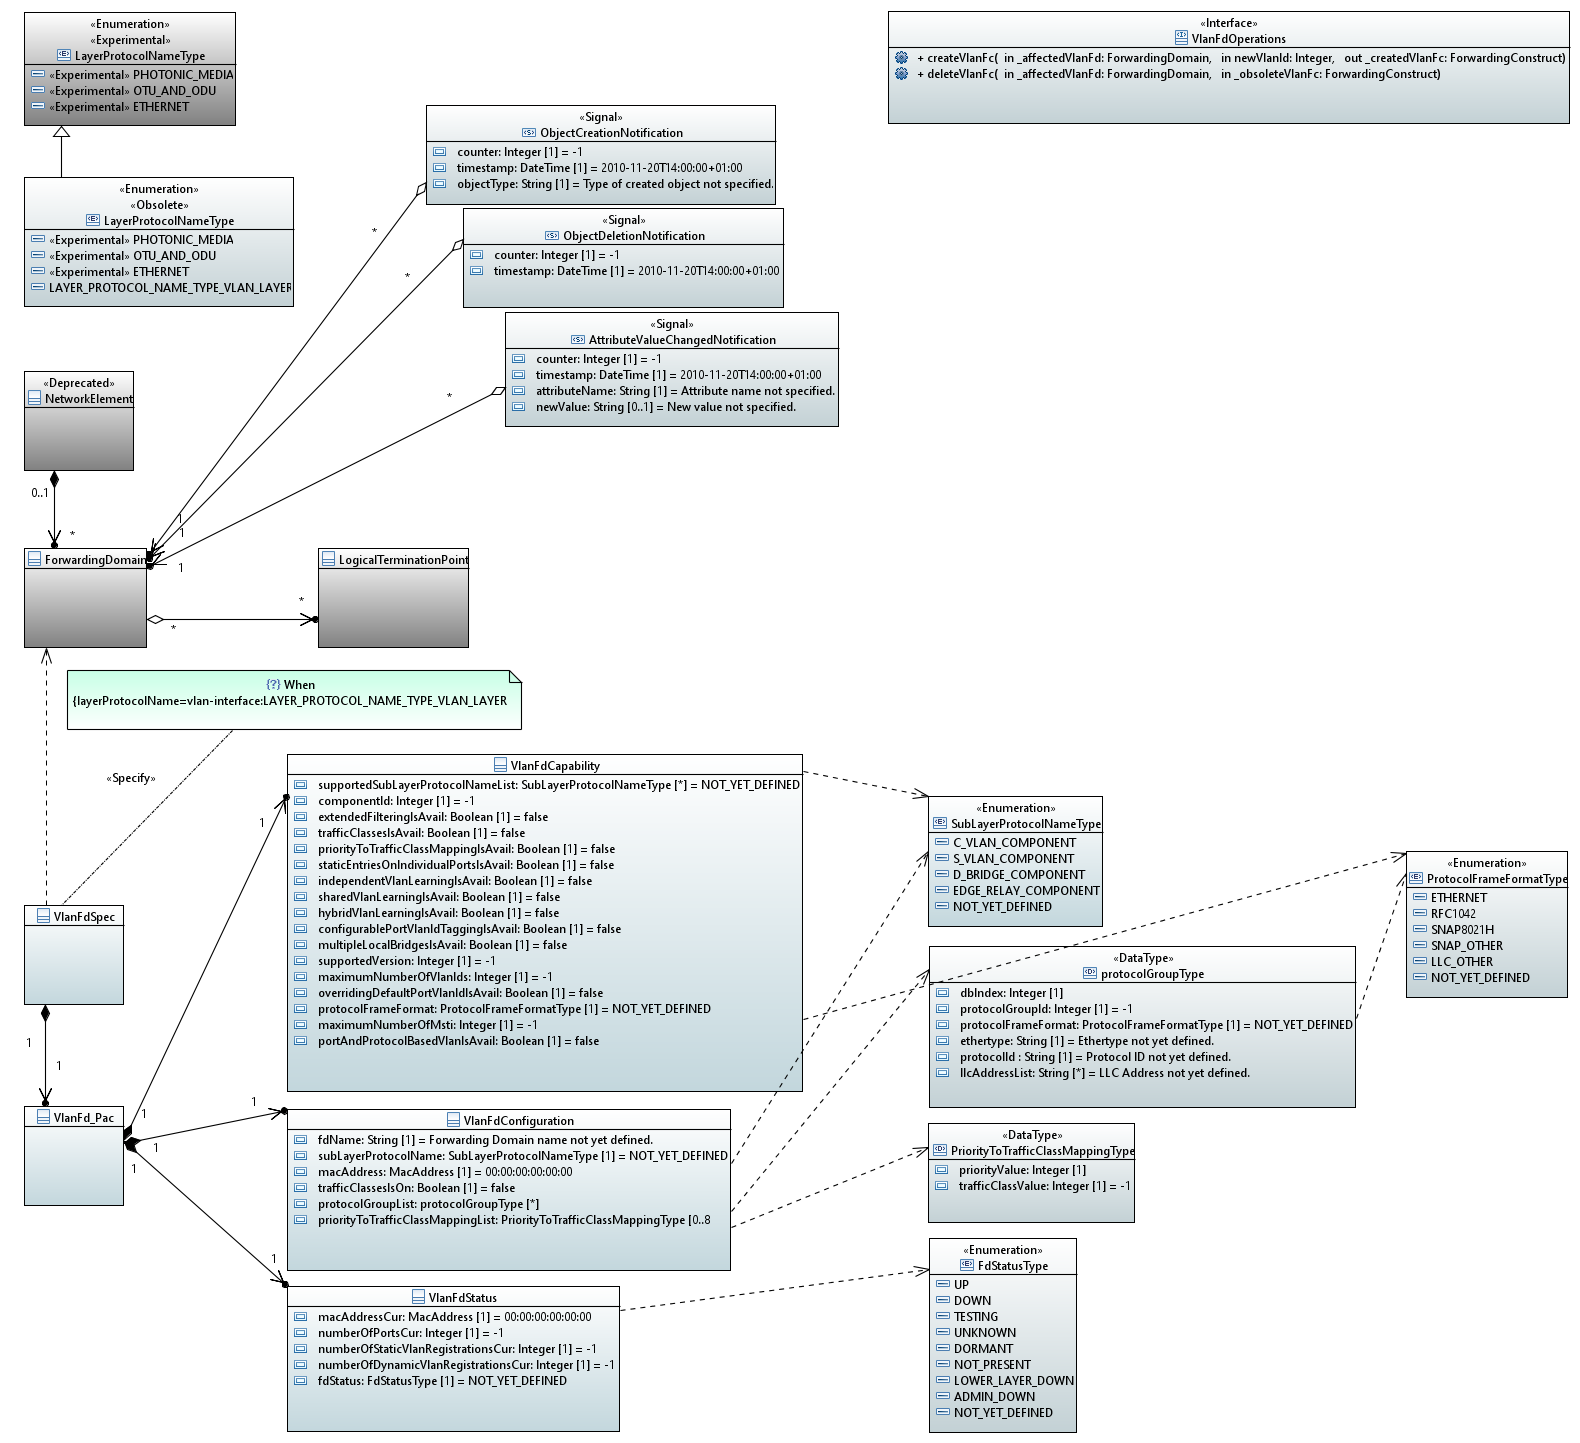 «Enumeration»
«Experimental»
LayerProtocolNameType
«Experimental» PHOTONIC_MEDIA
«Experimental» OTU_AND_ODU
«Experimental» ETHERNET
«Enumeration»
«Obsolete»
LayerProtocolNameType
«Experimental» PHOTONIC_MEDIA
«Experimental» OTU_AND_ODU
«Experimental» ETHERNET
LAYER_PROTOCOL_NAME_TYPE_VLAN_LAYER
«Interface»
VlanFdOperations
+ createVlanFc( in _affectedVlanFd: ForwardingDomain, in newVlanId: Integer, out _createdVlanFc: ForwardingConstruct)
+ deleteVlanFc( in _affectedVlanFd: ForwardingDomain, in _obsoleteVlanFc: ForwardingConstruct)
«Signal»
ObjectCreationNotification
counter: Integer [1] = -1
timestamp: DateTime [1] = 2010-11-20T14:00:00+01:00
objectType: String [1] = Type of created object not specified.
*
«Signal»
ObjectDeletionNotification
counter: Integer [1] = -1
timestamp: DateTime [1] = 2010-11-20T14:00:00+01:00
*
«Signal»
AttributeValueChangedNotification
counter: Integer [1] = -1
timestamp: DateTime [1] = 2010-11-20T14:00:00+01:00
attributeName: String [1] = Attribute name not specified.
newValue: String [0..1] = New value not specified.
*
«Deprecated»
NetworkElement
0..1
*
1
1
1
ForwardingDomain
*
*
LogicalTerminationPoint
{?} When
{layerProtocolName=vlan-interface:LAYER_PROTOCOL_NAME_TYPE_VLAN_LAYER
«Specify»
VlanFdSpec
1
1
VlanFd_Pac
1
1
1
1
1
1
VlanFdCapability
supportedSubLayerProtocolNameList: SubLayerProtocolNameType [*] = NOT_YET_DEFINED
componentId: Integer [1] = -1
extendedFilteringIsAvail: Boolean [1] = false
trafficClassesIsAvail: Boolean [1] = false
priorityToTrafficClassMappingIsAvail: Boolean [1] = false
staticEntriesOnIndividualPortsIsAvail: Boolean [1] = false
independentVlanLearningIsAvail: Boolean [1] = false
sharedVlanLearningIsAvail: Boolean [1] = false
hybridVlanLearningIsAvail: Boolean [1] = false
configurablePortVlanIdTaggingIsAvail: Boolean [1] = false
multipleLocalBridgesIsAvail: Boolean [1] = false
supportedVersion: Integer [1] = -1
maximumNumberOfVlanIds: Integer [1] = -1
overridingDefaultPortVlanIdIsAvail: Boolean [1] = false
protocolFrameFormat: ProtocolFrameFormatType [1] = NOT_YET_DEFINED
maximumNumberOfMsti: Integer [1] = -1
portAndProtocolBasedVlanIsAvail: Boolean [1] = false
VlanFdConfiguration
fdName: String [1] = Forwarding Domain name not yet defined.
subLayerProtocolName: SubLayerProtocolNameType [1] = NOT_YET_DEFINED
macAddress: MacAddress [1] = 00:00:00:00:00:00
trafficClassesIsOn: Boolean [1] = false
protocolGroupList: protocolGroupType [*]
priorityToTrafficClassMappingList: PriorityToTrafficClassMappingType [0..8
VlanFdStatus
macAddressCur: MacAddress [1] = 00:00:00:00:00:00
numberOfPortsCur: Integer [1] = -1
numberOfStaticVlanRegistrationsCur: Integer [1] = -1
numberOfDynamicVlanRegistrationsCur: Integer [1] = -1
fdStatus: FdStatusType [1] = NOT_YET_DEFINED
«Enumeration»
SubLayerProtocolNameType
C_VLAN_COMPONENT
S_VLAN_COMPONENT
D_BRIDGE_COMPONENT
EDGE_RELAY_COMPONENT
NOT_YET_DEFINED
«Enumeration»
ProtocolFrameFormatType
ETHERNET
RFC1042
SNAP8021H
SNAP_OTHER
LLC_OTHER
NOT_YET_DEFINED
«DataType»
protocolGroupType
dbIndex: Integer [1]
protocolGroupId: Integer [1] = -1
protocolFrameFormat: ProtocolFrameFormatType [1] = NOT_YET_DEFINED
ethertype: String [1] = Ethertype not yet defined.
protocolId : String [1] = Protocol ID not yet defined.
llcAddressList: String [*] = LLC Address not yet defined.
«DataType»
PriorityToTrafficClassMappingType
priorityValue: Integer [1]
trafficClassValue: Integer [1] = -1
«Enumeration»
FdStatusType
UP
DOWN
TESTING
UNKNOWN
DORMANT
NOT_PRESENT
LOWER_LAYER_DOWN
ADMIN_DOWN
NOT_YET_DEFINED